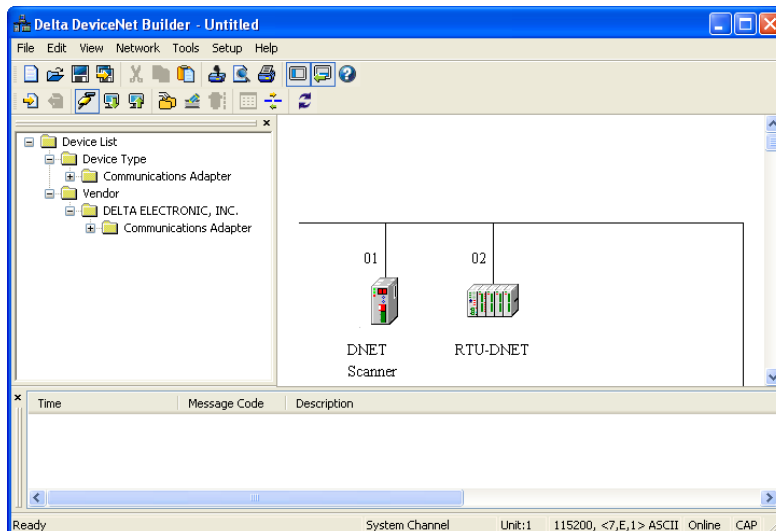 Delta DeviceNet Builder - Untitled
File Edit View Network Tools Setup Help
Device List
Device Type
Communications Adapter
Vendor
DELTA ELECTRONIC, INC.
Communications Adapter
01 02
DNET RTU-DNET
Scanner
Time Message Code Description
Ready System Channel Unit:1 115200, <7,E,1> ASCII Online CAP